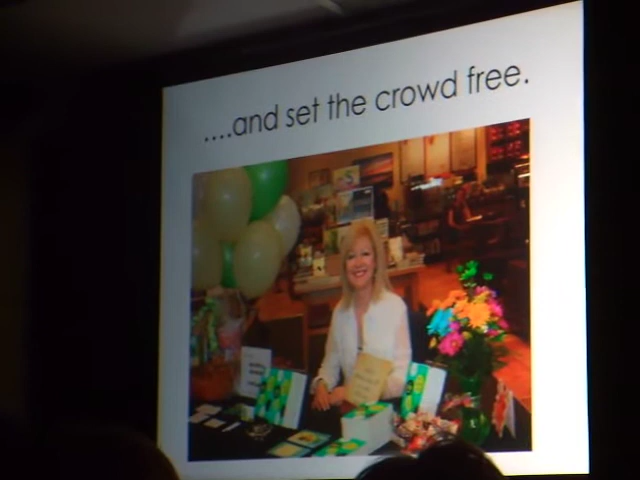 ....and set the crowd free.